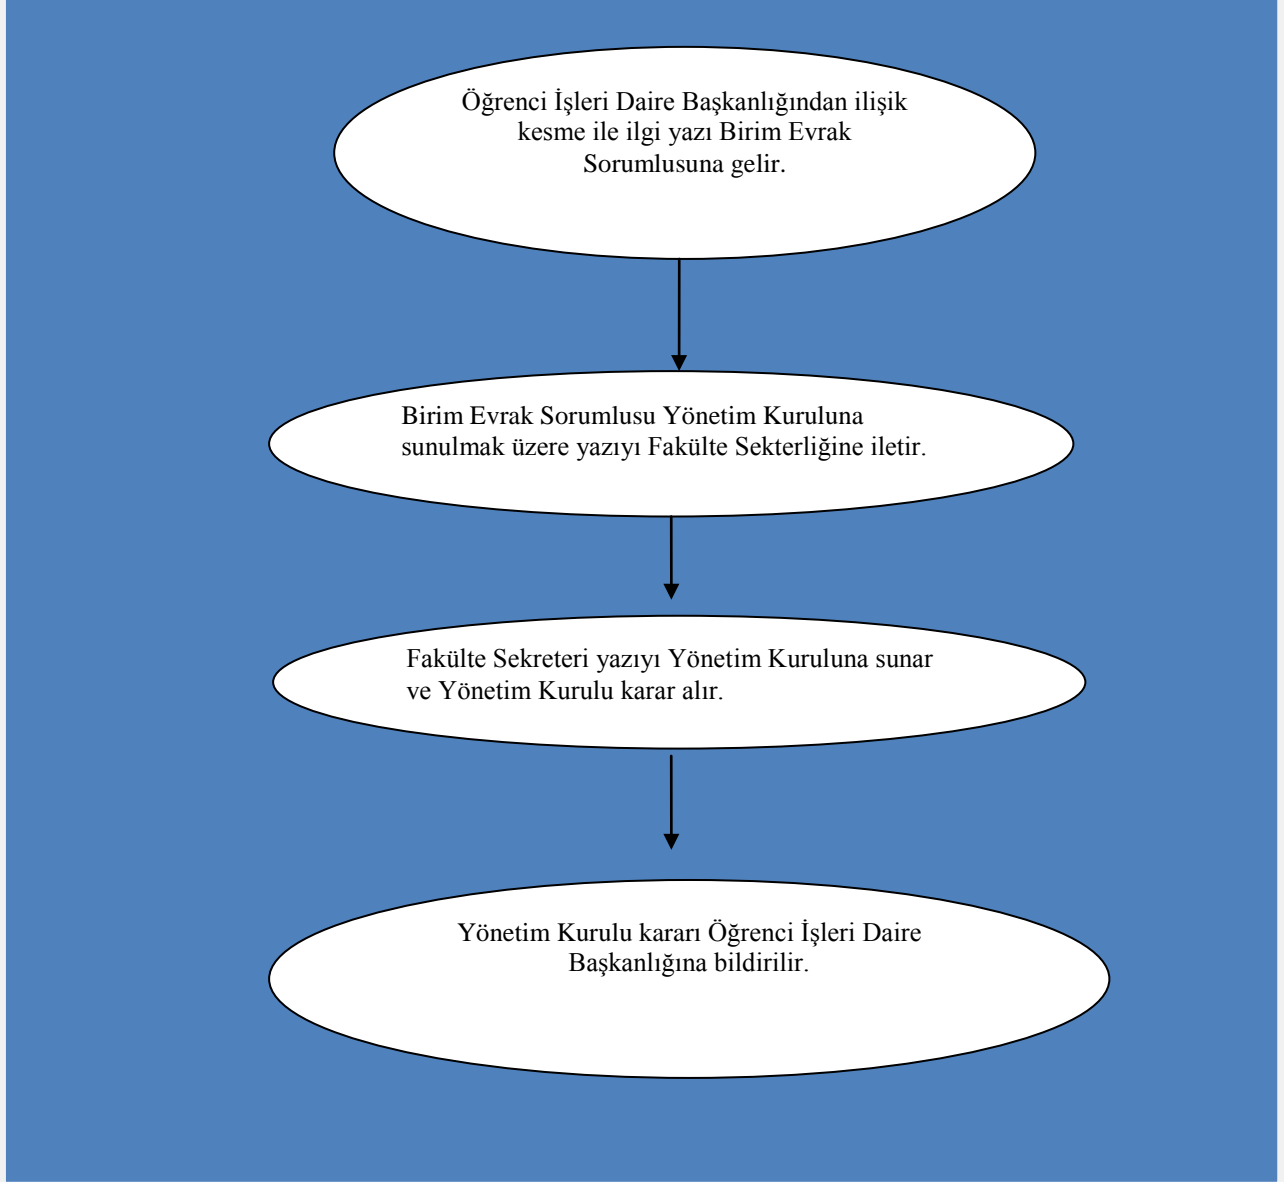 Öğrenci İşleri Daire Başkanlığından ilişik
kesme ile ilgi yazı Birim Evrak
Sorumlusuna gelir.
Birim Evrak Sorumlusu Yönetim Kuruluna
sunulmak üzere yazıyı Fakülte Sekterliğine iletir.
Fakülte Sekreteri yazıyı Yönetim Kuruluna sunar
ve Yönetim Kurulu karar alır.
Yönetim Kurulu kararı Öğrenci İşleri Daire
Başkanlığına bildirilir.